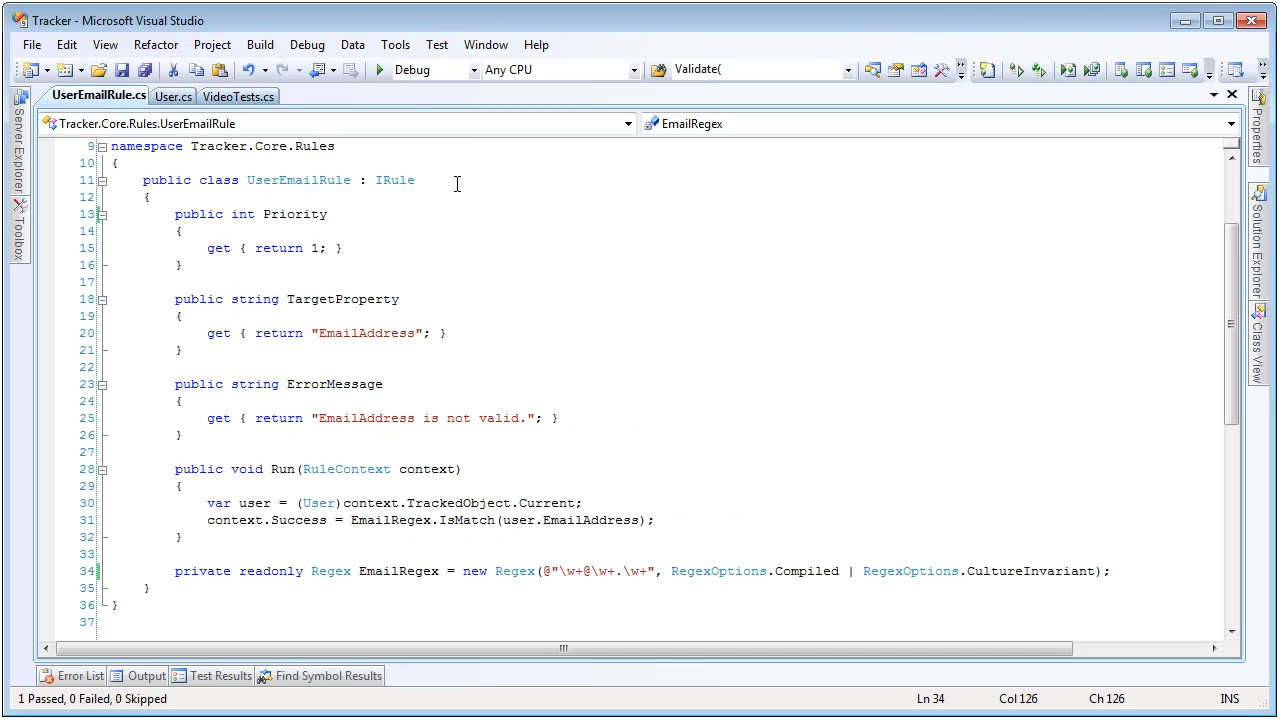 Tracker - Microsoft Visual Studio
File Edit View Refactor Project Build Debug Data Tools Test Window Help
Debug Any CPU Validate(
UserEmailRule.cs User.cs VideoTests.cs
Tracker.Core.Rules.UserEmailRule EmailRegex
Server Explorer
Toolbox
Properties
Solution Explorer
Class View
9 namespace Tracker.Core.Rules
10 {
11 public class UserEmailRule : IRule
12 {
13 public int Priority
14 {
15 get { return 1; }
16 }
17
18 public string TargetProperty
19 {
20 get { return "EmailAddress"; }
21 }
22
23 public string ErrorMessage
24 {
25 get { return "EmailAddress is not valid."; }
26 }
27
28 public void Run(RuleContext context)
29 {
30 var user = (User)context.TrackedObject.Current;
31 context.Success = EmailRegex.IsMatch(user.EmailAddress);
32 }
33
34 private readonly Regex EmailRegex = new Regex(@"\w+@\w+.\w+", RegexOptions.Compiled | RegexOptions.CultureInvariant);
35 }
36 }
37
Error List Output Test Results Find Symbol Results
1 Passed, 0 Failed, 0 Skipped Ln 34 Col 126 Ch 126 INS